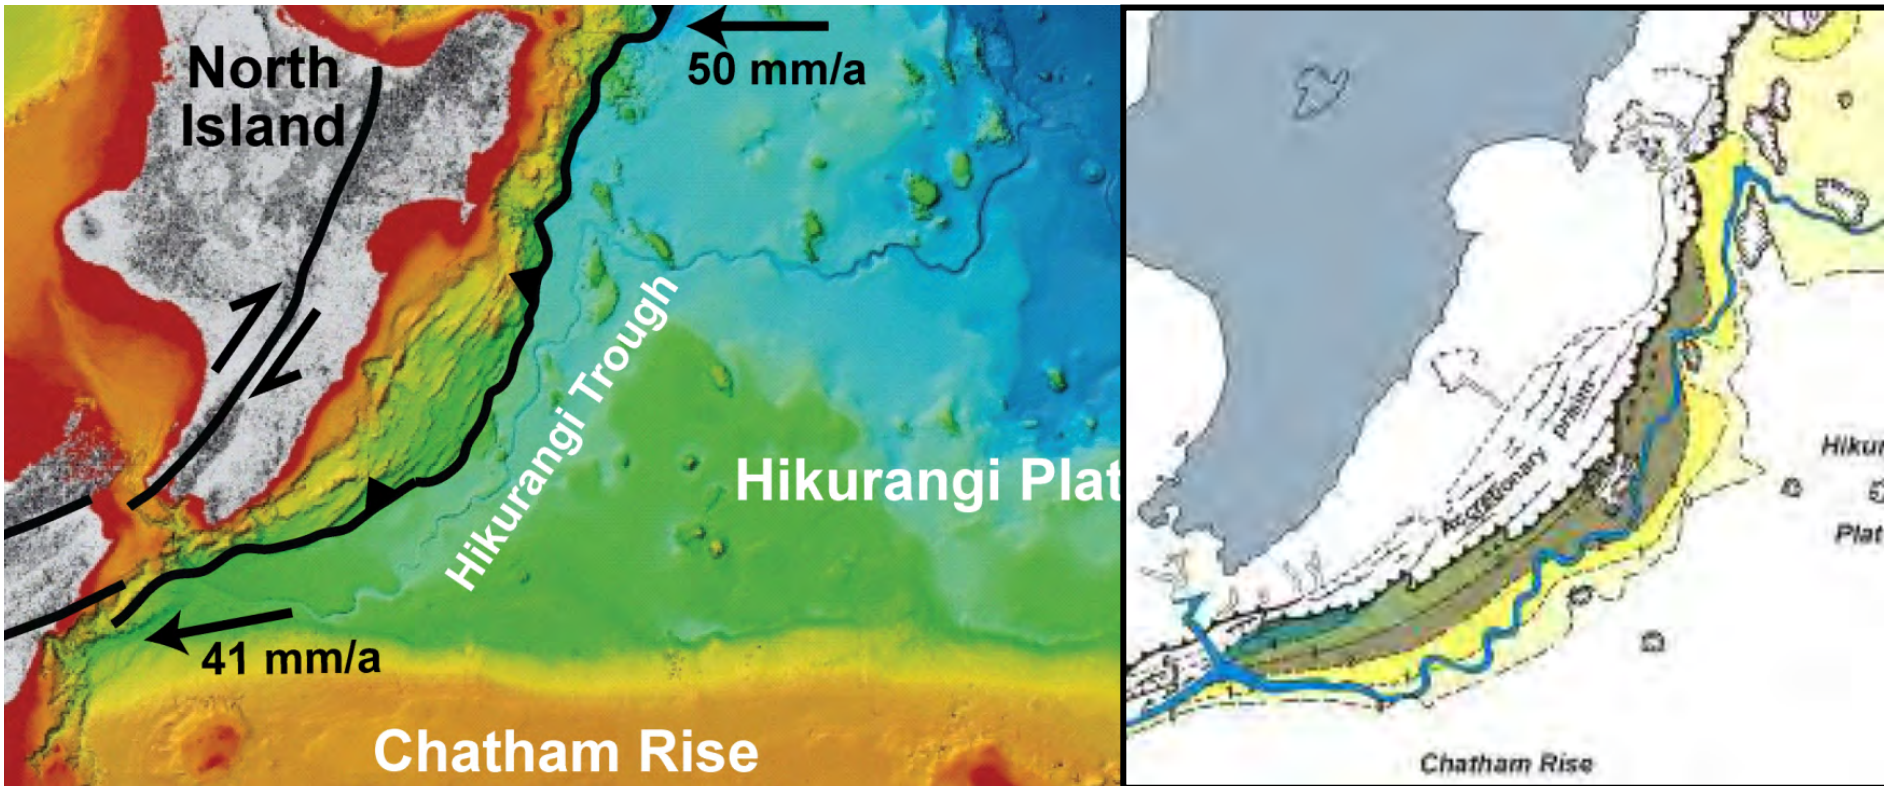 North
Island
50 mm/a
Hikurangi Trough
Hikurangi Plat
41 mm/a
Chatham Rise
Accretionary prism
Hikur
Plat
Chatham Rise